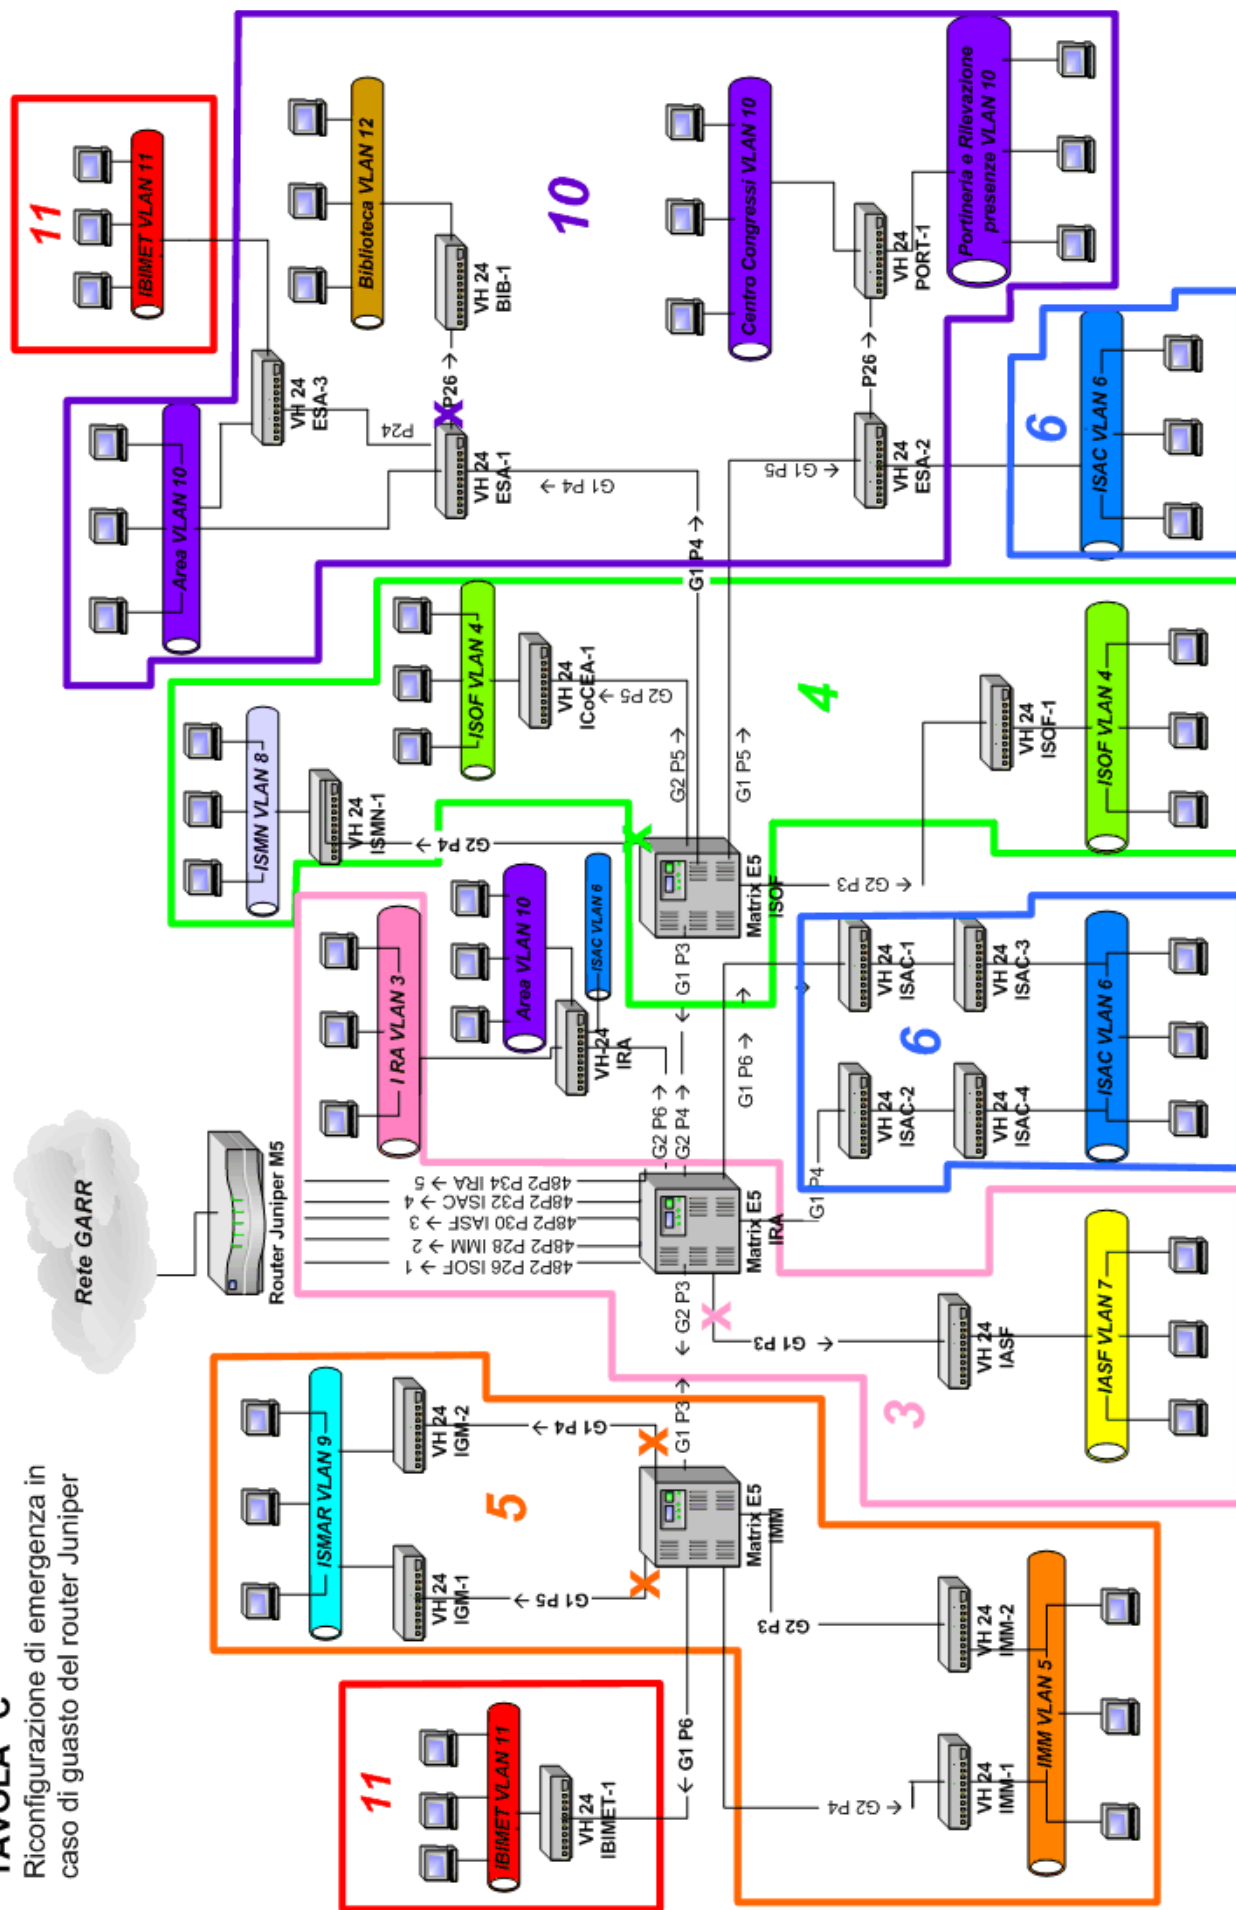 TAVOLA C
Riconfigurazione di emergenza in
caso di guasto del router Juniper
Rete GARR
Router Juniper M5
48P2 P26 ISOF → 1
48P2 P28 IMM → 2
48P2 P30 IASF → 3
48P2 P32 ISAC → 4
48P2 P34 IRA → 5
11
IBIMET VLAN 11
VH 24
IBIMET-1
← G1 P6
5
ISMAR VLAN 9
VH 24
IGM-1
VH 24
IGM-2
G1 P5 →
G1 P4 →
X
X
Matrix E5
IMM
G1 P3 →
← G2 P3
G2 P4 →
G2 P3
VH 24
IMM-1
VH 24
IMM-2
IMM VLAN 5
3
I RA VLAN 3
Area VLAN 10
ISAC VLAN 6
VH-24
IRA
G2 P6 →
G2 P4 →
← G1 P3
Matrix E5
IRA
X
G1 P3 →
VH 24
IASF
IASF VLAN 7
G1 P4
G1 P6 →
6
VH 24
ISAC-2
VH 24
ISAC-1
VH 24
ISAC-4
VH 24
ISAC-3
ISAC VLAN 6
4
ISMN VLAN 8
VH 24
ISMN-1
G2 P4 →
ISOF VLAN 4
VH 24
ICoCEA-1
G2 P5 →
G2 P5 →
X
Matrix E5
ISOF
G2 P3 →
VH 24
ISOF-1
ISOF VLAN 4
G1 P4 →
G1 P5 →
10
Area VLAN 10
11
IBIMET VLAN 11
VH 24
ESA-3
P24
VH 24
ESA-1
G1 P4 →
X
P26 →
Biblioteca VLAN 12
VH 24
BIB-1
Centro Congressi VLAN 10
G1 P5 →
VH 24
ESA-2
P26 →
VH 24
PORT-1
Portineria e Rilevazione
presenze VLAN 10
6
ISAC VLAN 6